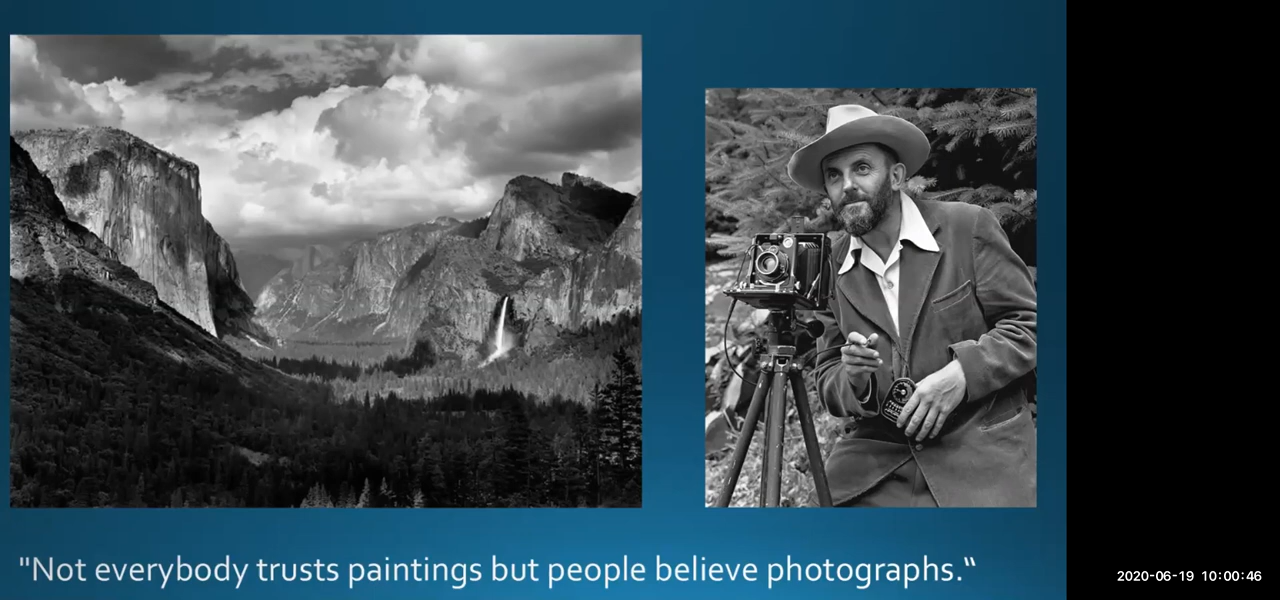 "Not everybody trusts paintings but people believe photographs.“
2020-06-19 10:00:46